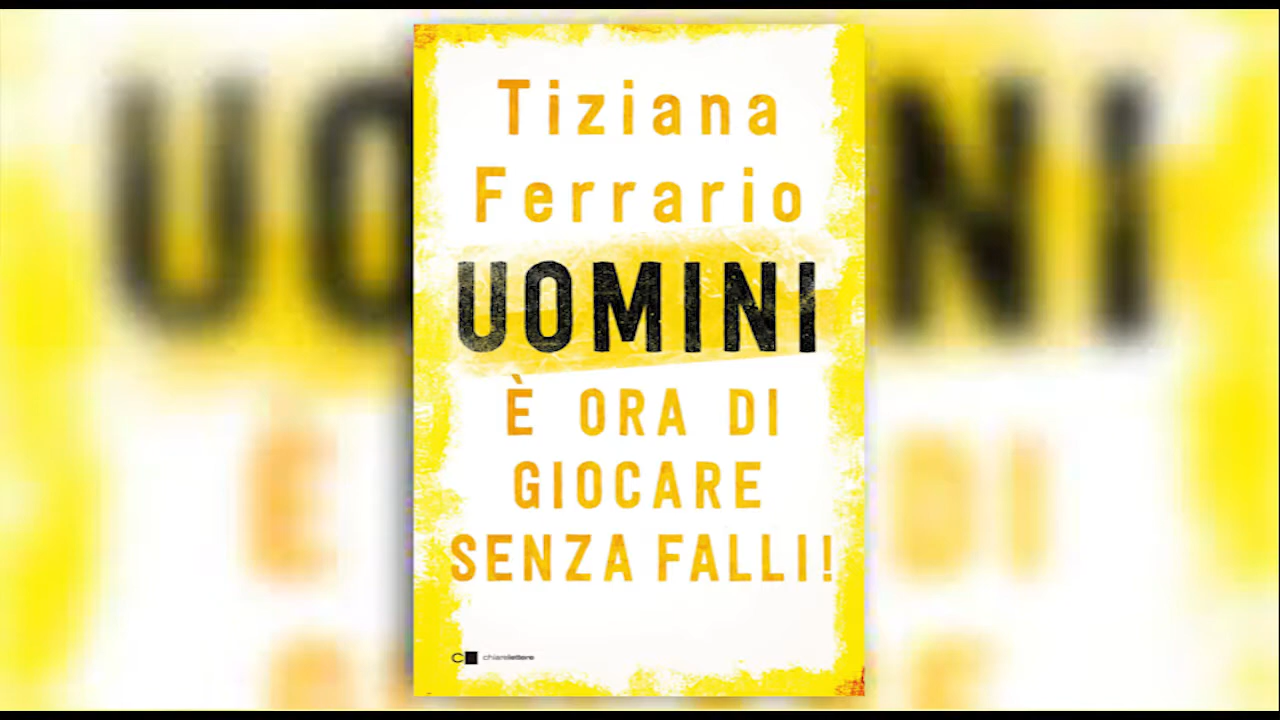 Tiziana
Ferrario
UOMINI
È ORA DI
GIOCARE
SENZA FALLI!
chiarelettere